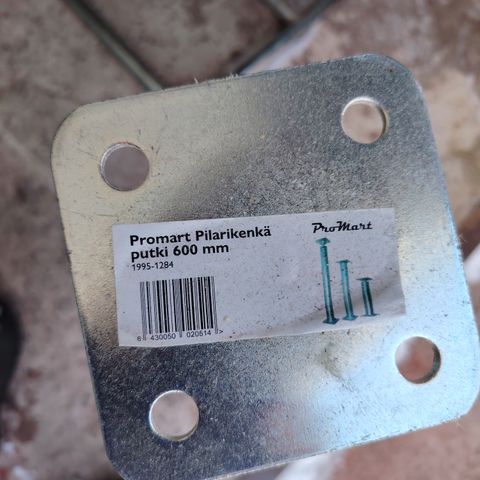 Promart Pilarikenkä
putki 600 mm
1995-1284
ProMart
6 430050 020514 >